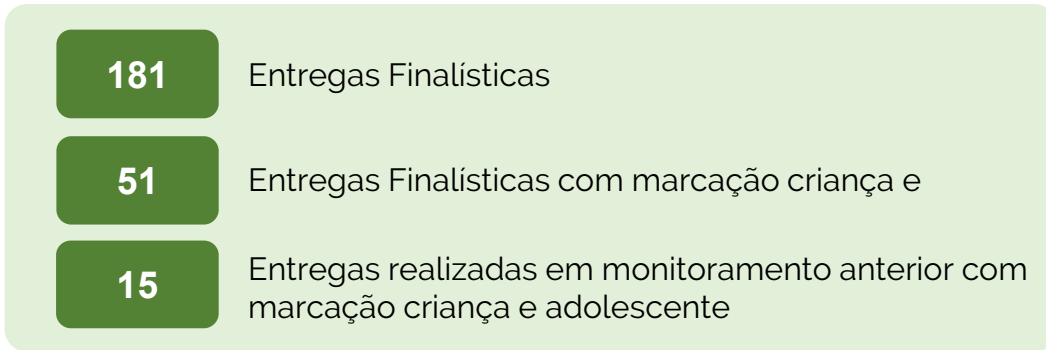 181
Entregas Finalísticas
51
Entregas Finalísticas com marcação criança e
15
Entregas realizadas em monitoramento anterior com
marcação criança e adolescente